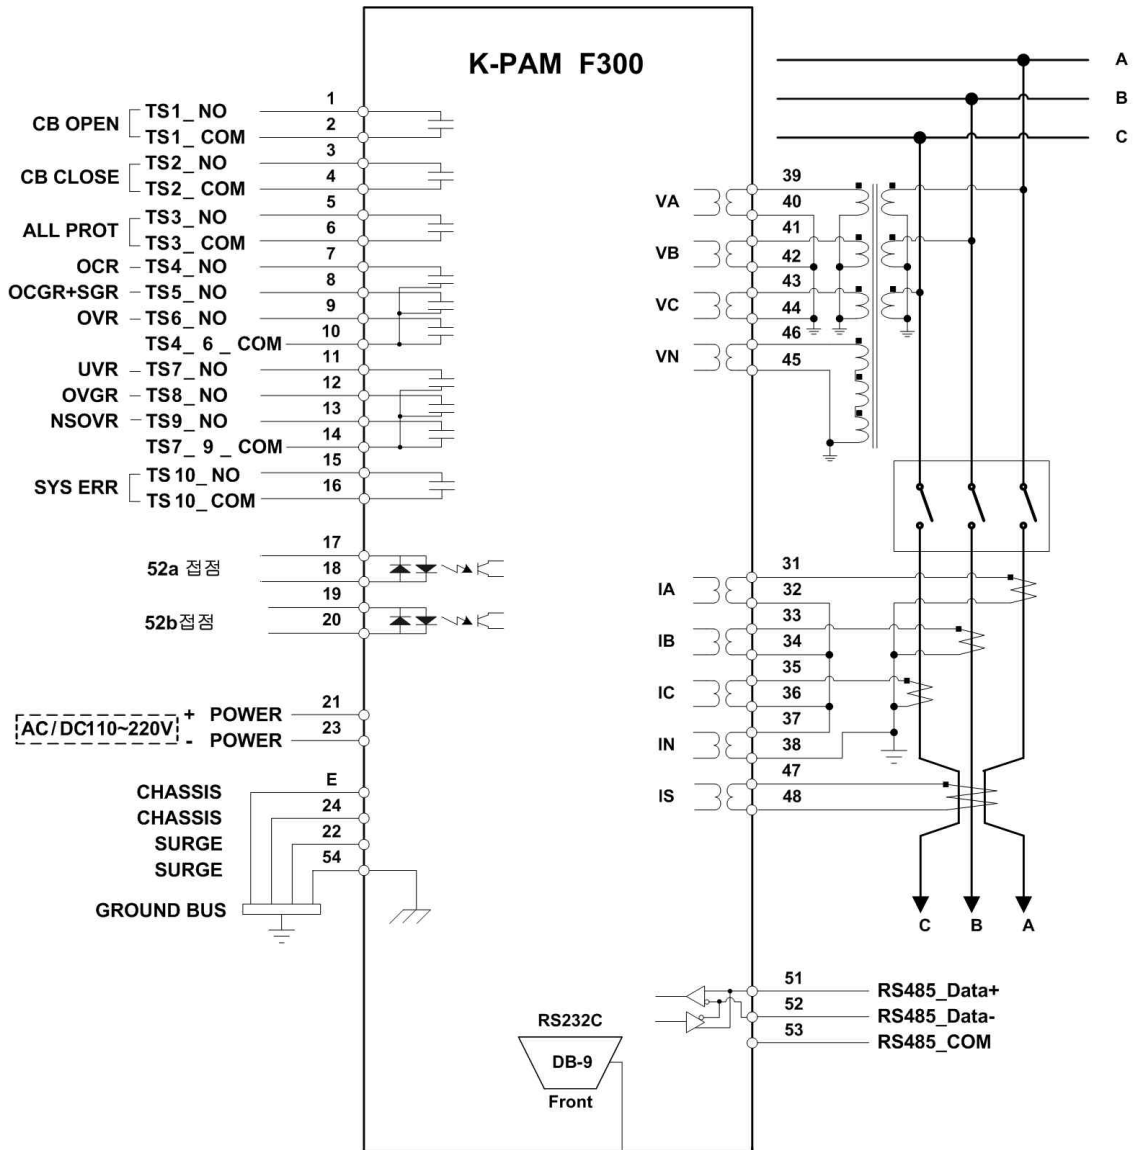 K-PAM F300
CB OPEN
TS1_NO 1
TS1_COM 2
CB CLOSE
TS2_NO 3
TS2_COM 4
ALL PROT
TS3_NO 5
TS3_COM 6
OCR TS4_NO 7
OCGR+SGR TS5_NO 8
OVR TS6_NO 9
TS4_6_COM 10
UVR TS7_NO 11
OVGR TS8_NO 12
NSOVR TS9_NO 13
TS7_9_COM 14
SYS ERR
TS10_NO 15
TS10_COM 16
52a 접점
17
18
52b접점
19
20
AC/DC110~220V
+ POWER 21
- POWER 23
CHASSIS E
CHASSIS 24
SURGE 22
SURGE 54
GROUND BUS
A
B
C
VA
39
40
VB
41
42
VC
43
44
VN
46
45
IA
31
32
IB
33
34
IC
35
36
IN
37
38
IS
47
48
C B A
51 RS485_Data+
52 RS485_Data-
53 RS485_COM
RS232C
DB-9
Front